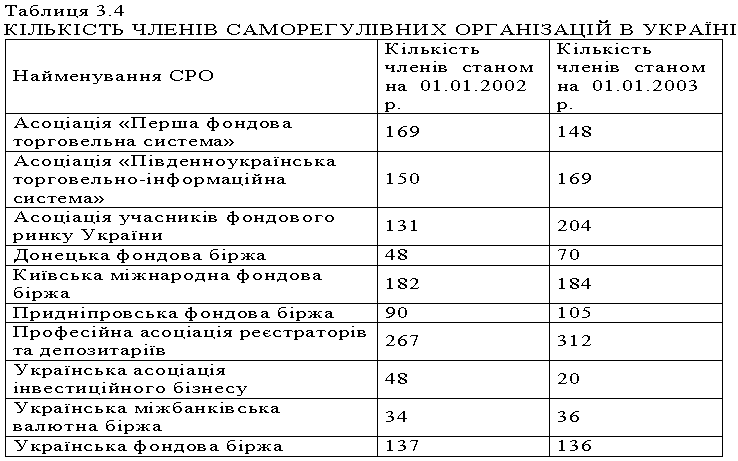 Таблиця 3.4
КІЛЬКІСТЬ ЧЛЕНІВ САМОРЕГУЛІВНИХ ОРГАНІЗАЦІЙ В УКРАЇНІ
Найменування СРО
Кількість
членів станом
на 01.01.2002
р.
Кількість
членів станом
на 01.01.2003
р.
Асоціація «Перша фондова
торговельна система»
169
148
Асоціація «Південноукраїнська
торговельно-інформаційна
система»
150
169
Асоціація учасників фондового
ринку України
131
204
Донецька фондова біржа
48
70
Київська міжнародна фондова
біржа
182
184
Придніпровська фондова біржа
90
105
Професійна асоціація реєстраторів
та депозитаріїв
267
312
Українська асоціація
інвестиційного бізнесу
48
20
Українська міжбанківська
валютна біржа
34
36
Українська фондова біржа
137
136